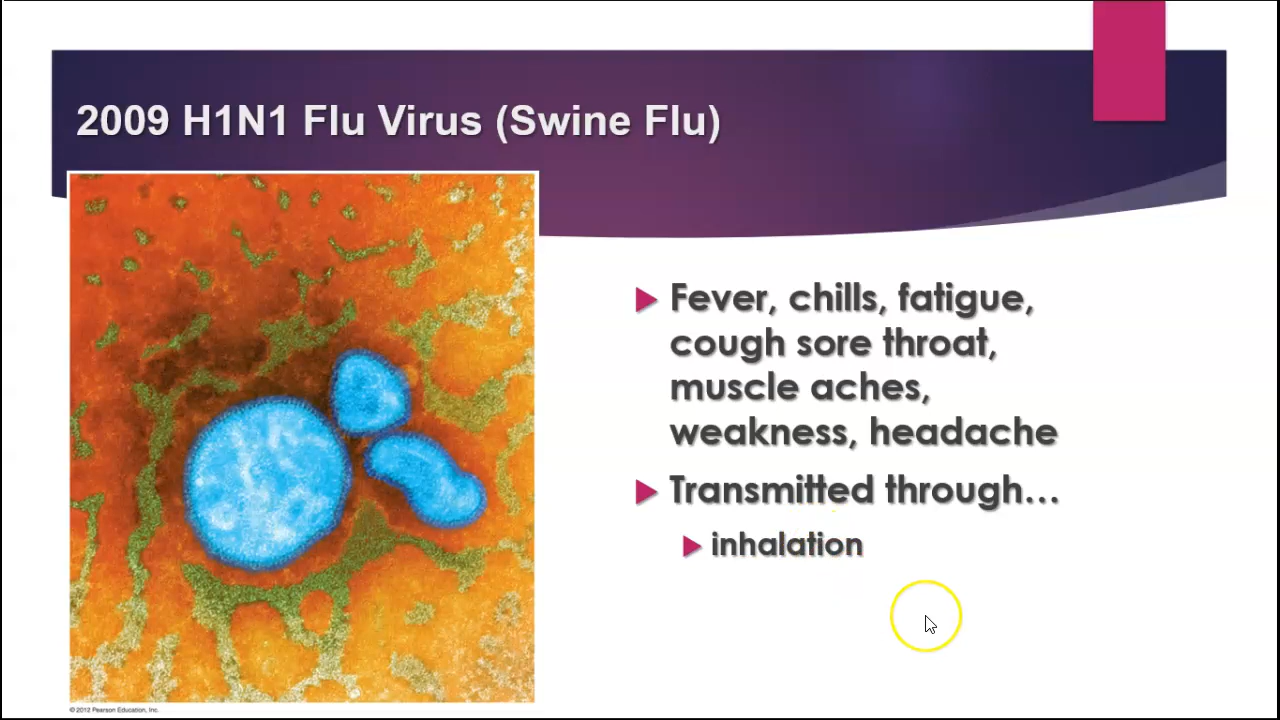 2009 H1N1 Flu Virus (Swine Flu)
Fever, chills, fatigue,
cough sore throat,
muscle aches,
weakness, headache
Transmitted through…
inhalation
© 2012 Pearson Education, Inc.